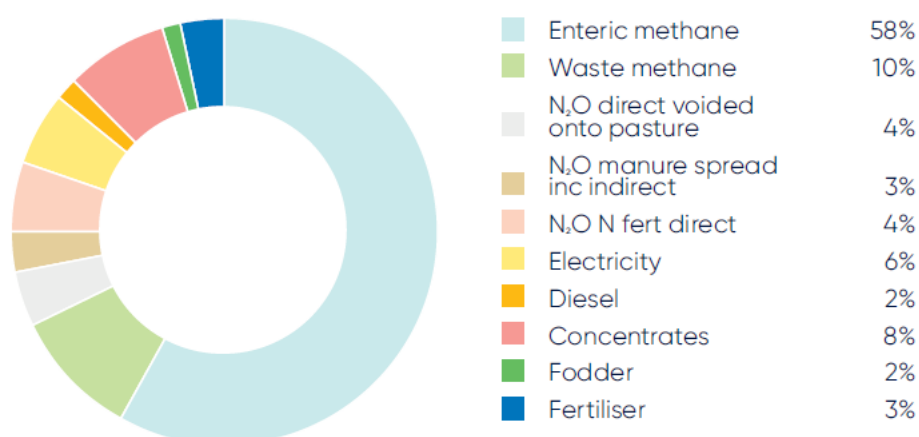 Enteric methane 58%
Waste methane 10%
N₂O direct voided
onto pasture 4%
N₂O manure spread
inc indirect 3%
N₂O N fert direct 4%
Electricity 6%
Diesel 2%
Concentrates 8%
Fodder 2%
Fertiliser 3%